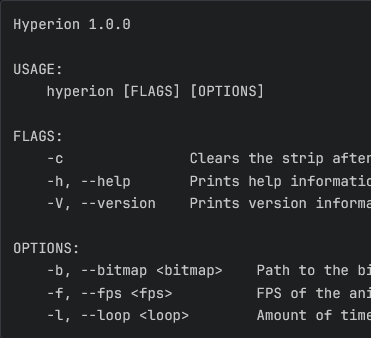 Hyperion 1.0.0
USAGE:
hyperion [FLAGS] [OPTIONS]
FLAGS:
-c Clears the strip after
-h, --help Prints help informatio
-V, --version Prints version informa
OPTIONS:
-b, --bitmap <bitmap> Path to the bi
-f, --fps <fps> FPS of the ani
-l, --loop <loop> Amount of time